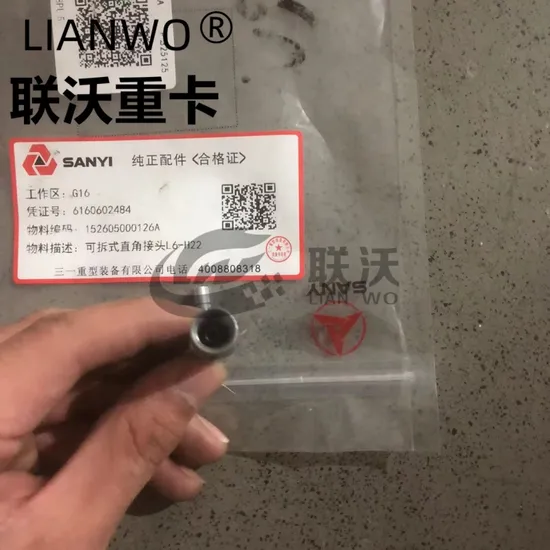 LIANWO®
联沃重卡
SANYI 纯正配件<合格证>
工作区: G16
凭证号: 6160602484
物料编码: 152605000126A
物料描述: 可拆式直角接头L6-H22
三一重型装备有限公司电话 4008808318
联沃
LIAN WO
SANY